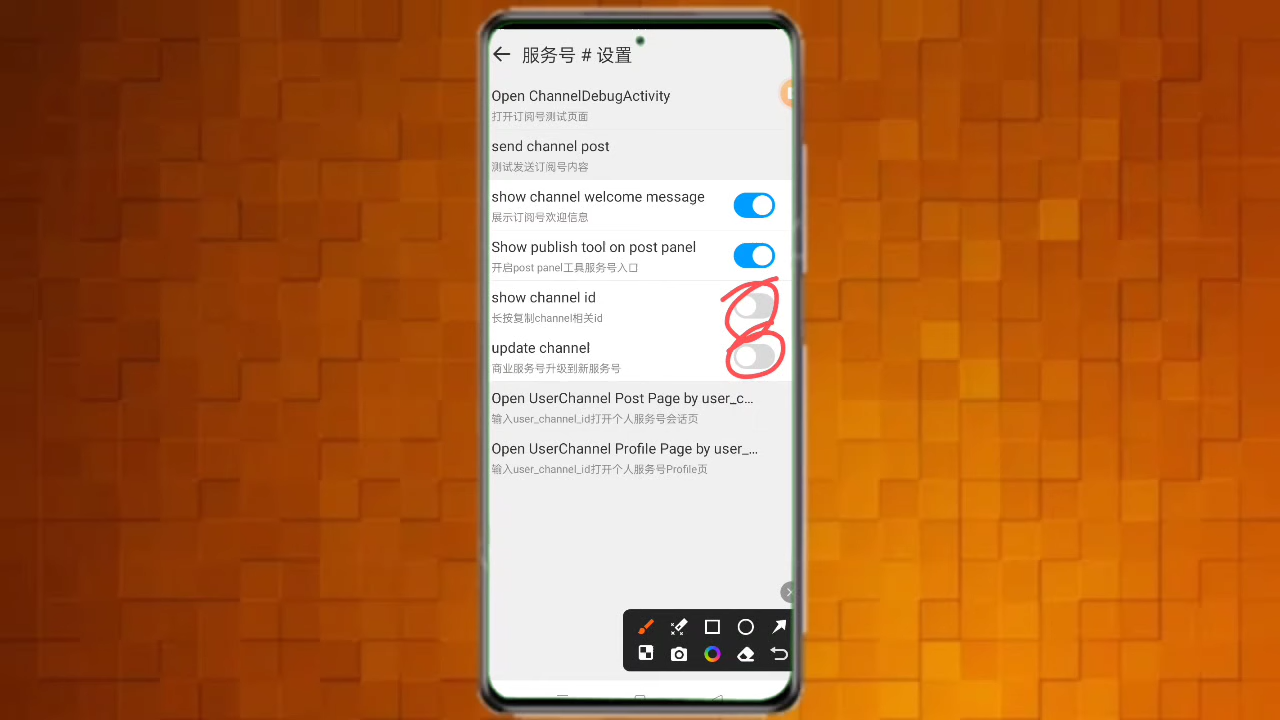 服务号 # 设置
Open ChannelDebugActivity
打开订阅号测试页面
send channel post
测试发送订阅号内容
show channel welcome message
展示订阅号欢迎信息
Show publish tool on post panel
开启post panel工具服务号入口
show channel id
长按复制channel相关id
update channel
商业服务号升级到新服务号
Open UserChannel Post Page by user_c...
输入user_channel_id打开个人服务号会话页
Open UserChannel Profile Page by user_...
输入user_channel_id打开个人服务号Profile页